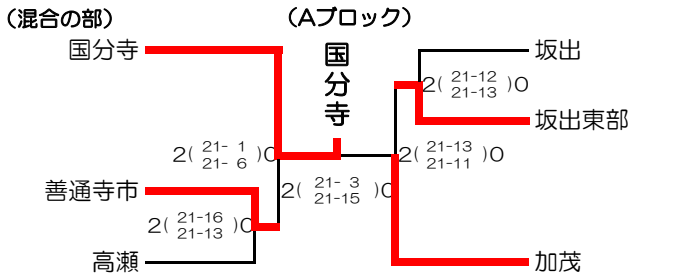 （混合の部） （Aブロック）
国分寺
国分寺
坂出
2( 21-12 )0
21-13
坂出東部
2( 21- 1 )0
21- 6
2( 21-13 )0
21-11
善通寺市
2( 21- 3 )0
21-15
2( 21-16 )0
21-13
高瀬
加茂